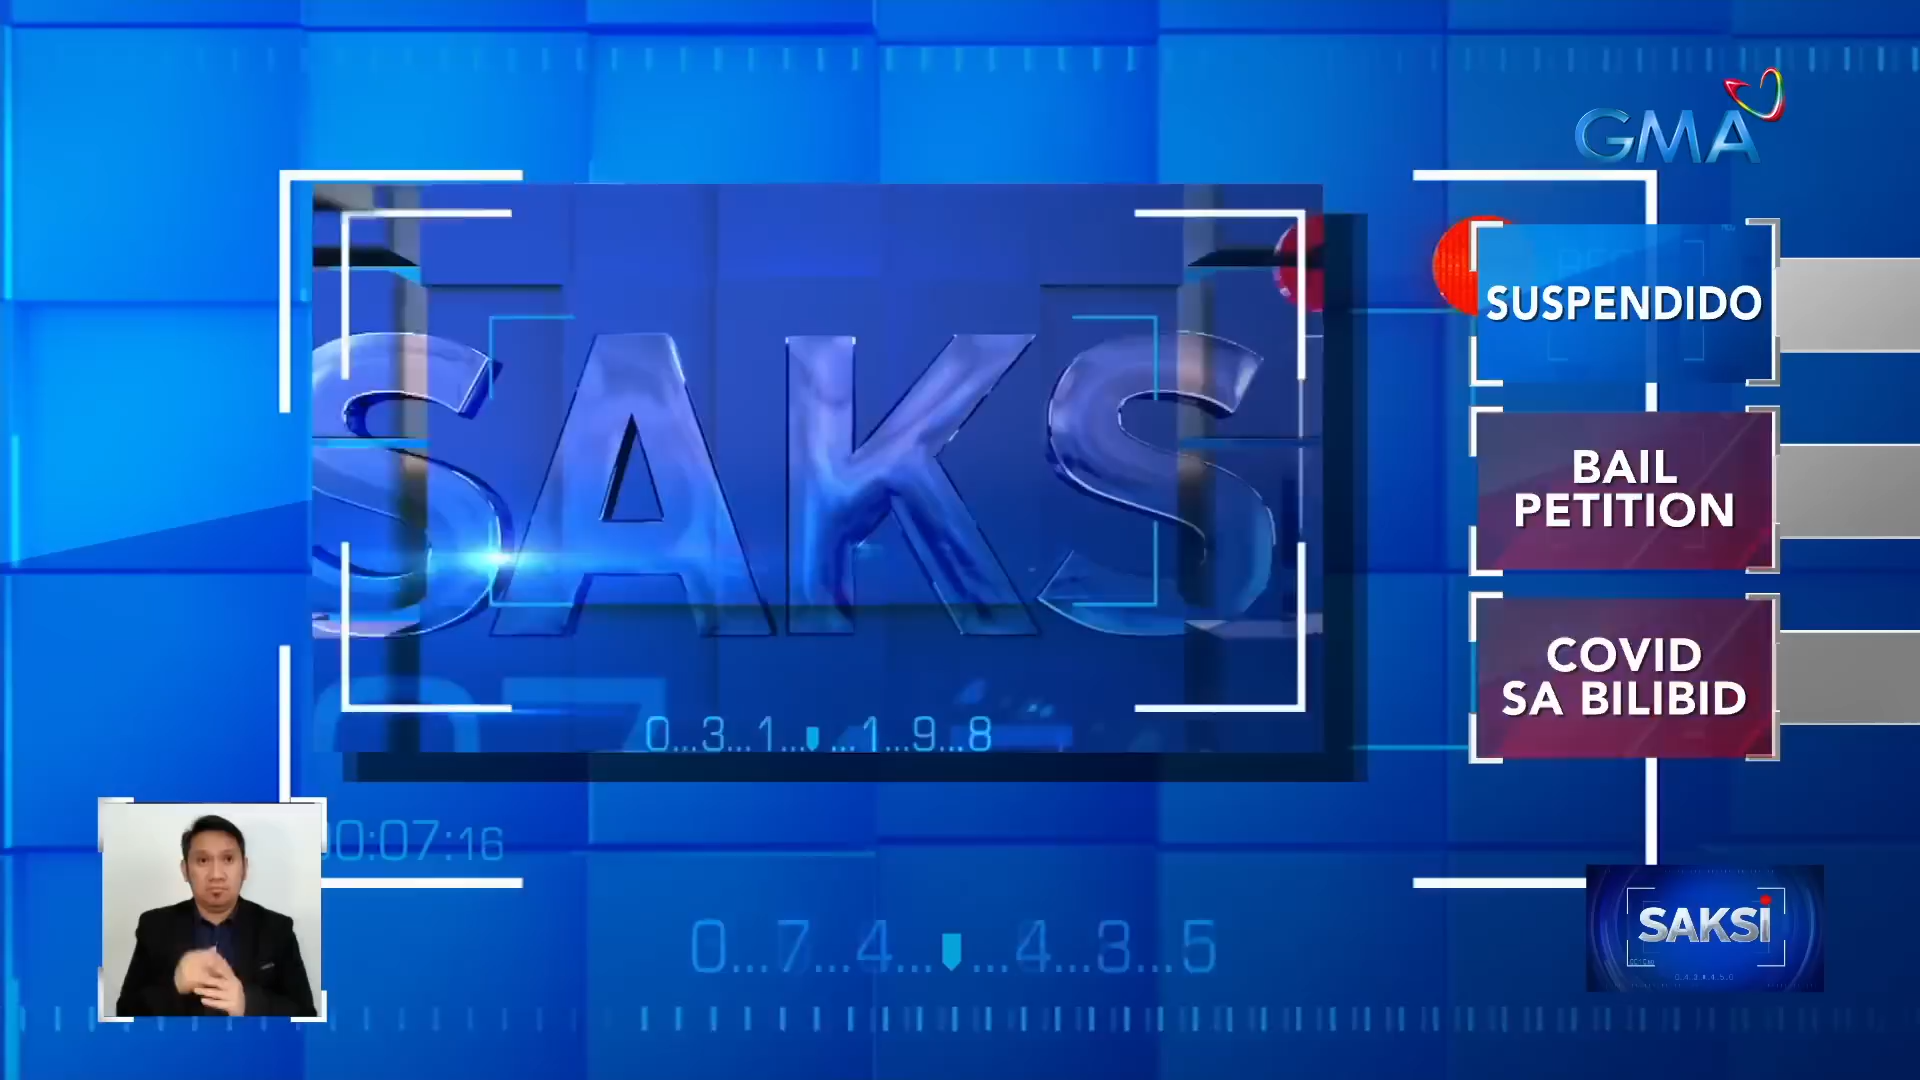 GMA
SUSPENDIDO
SAKS
BAIL
PETITION
COVID
SA BILIBID
0...3...1...1...9...8
00:07:16
SAKSI
0...7...4...4...3...5